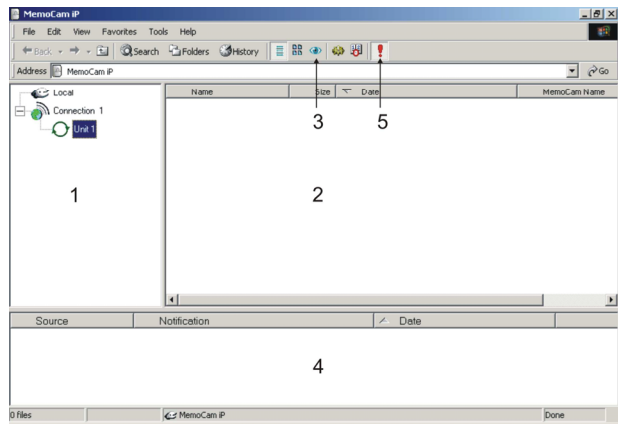 MemoCam iP
File Edit View Favorites Tools Help
Back Search Folders History
Address MemoCam iP Go
Local
Connection 1
Unit 1
Name Size Date MemoCam Name
3 5
1 2
Source Notification Date
4
0 files MemoCam iP Done